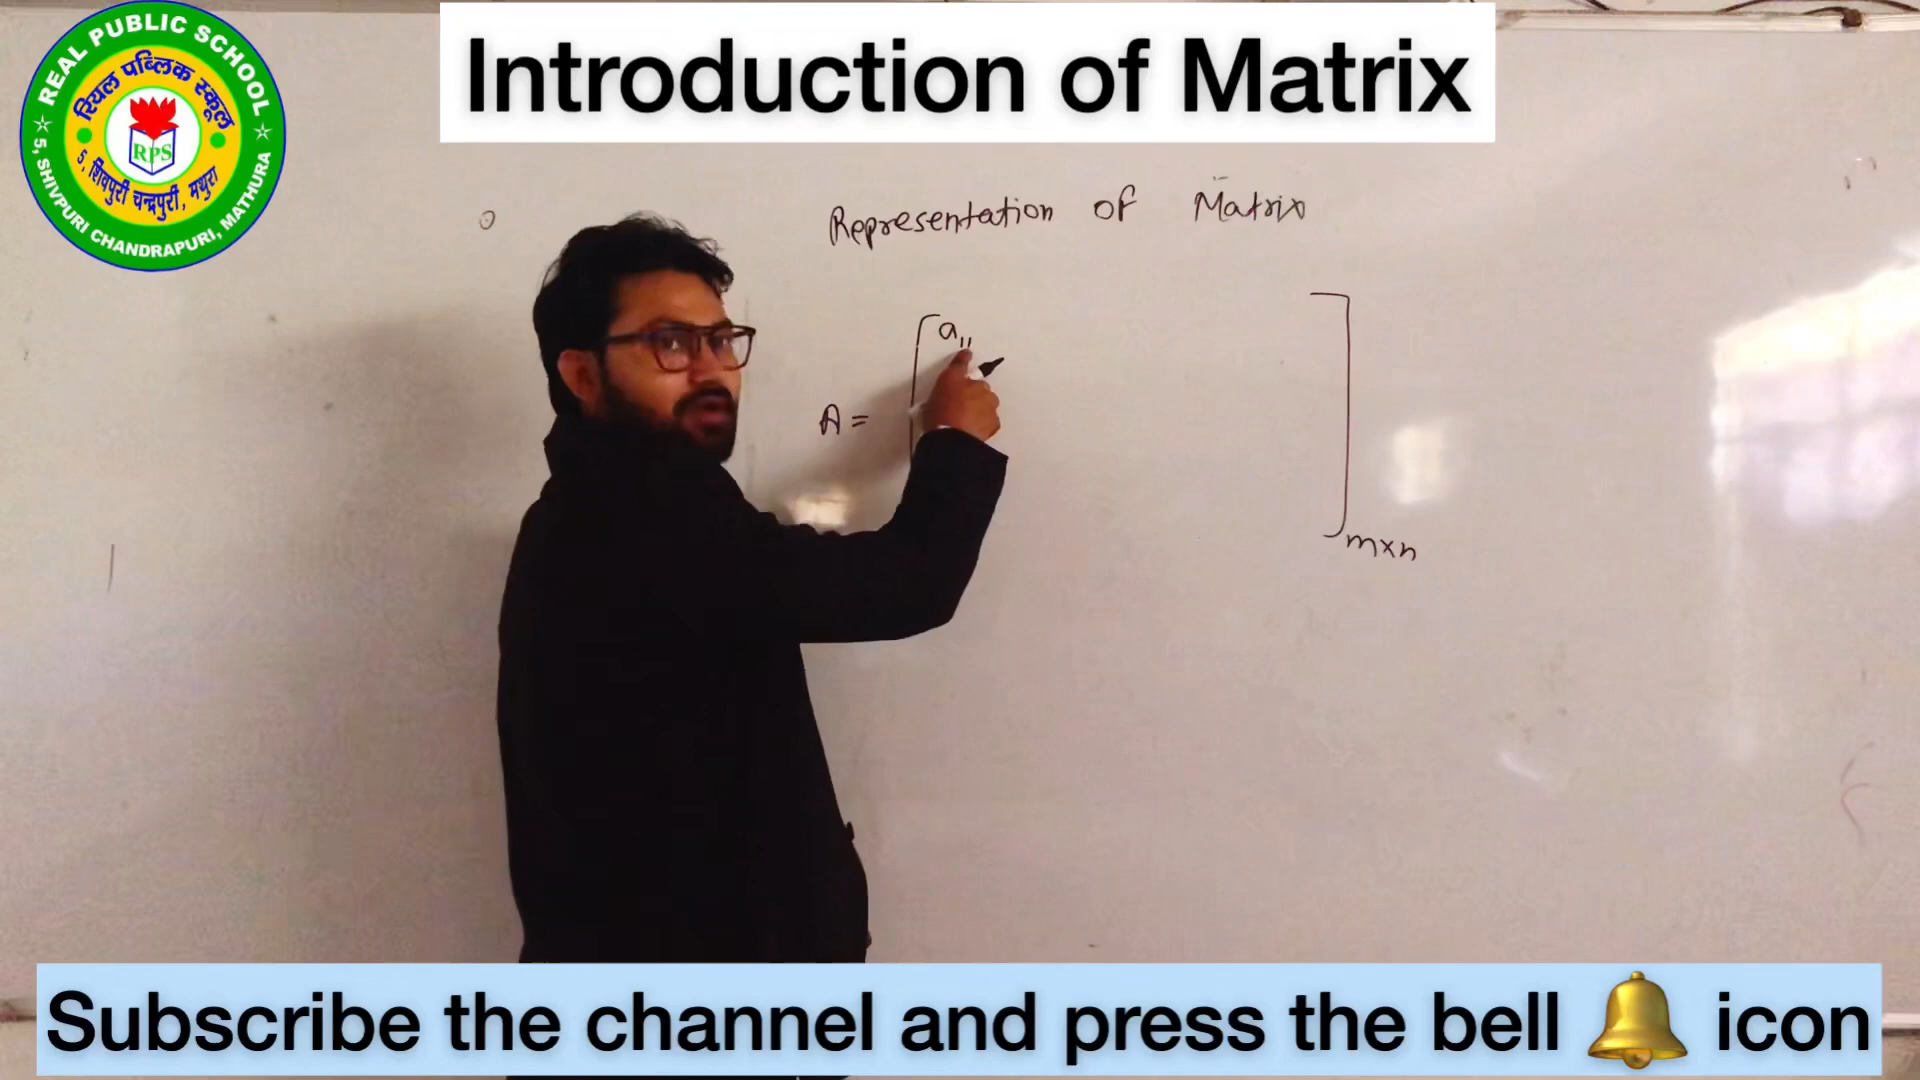 REAL PUBLIC SCHOOL
रियल पब्लिक स्कूल
RPS
5, शिवपुरी चन्द्रपुरी, मथुरा
5, SHIVPURI CHANDRAPURI, MATHURA
Introduction of Matrix
Representation of Matrix
a11
A =
m×n
Subscribe the channel and press the bell 🔔 icon